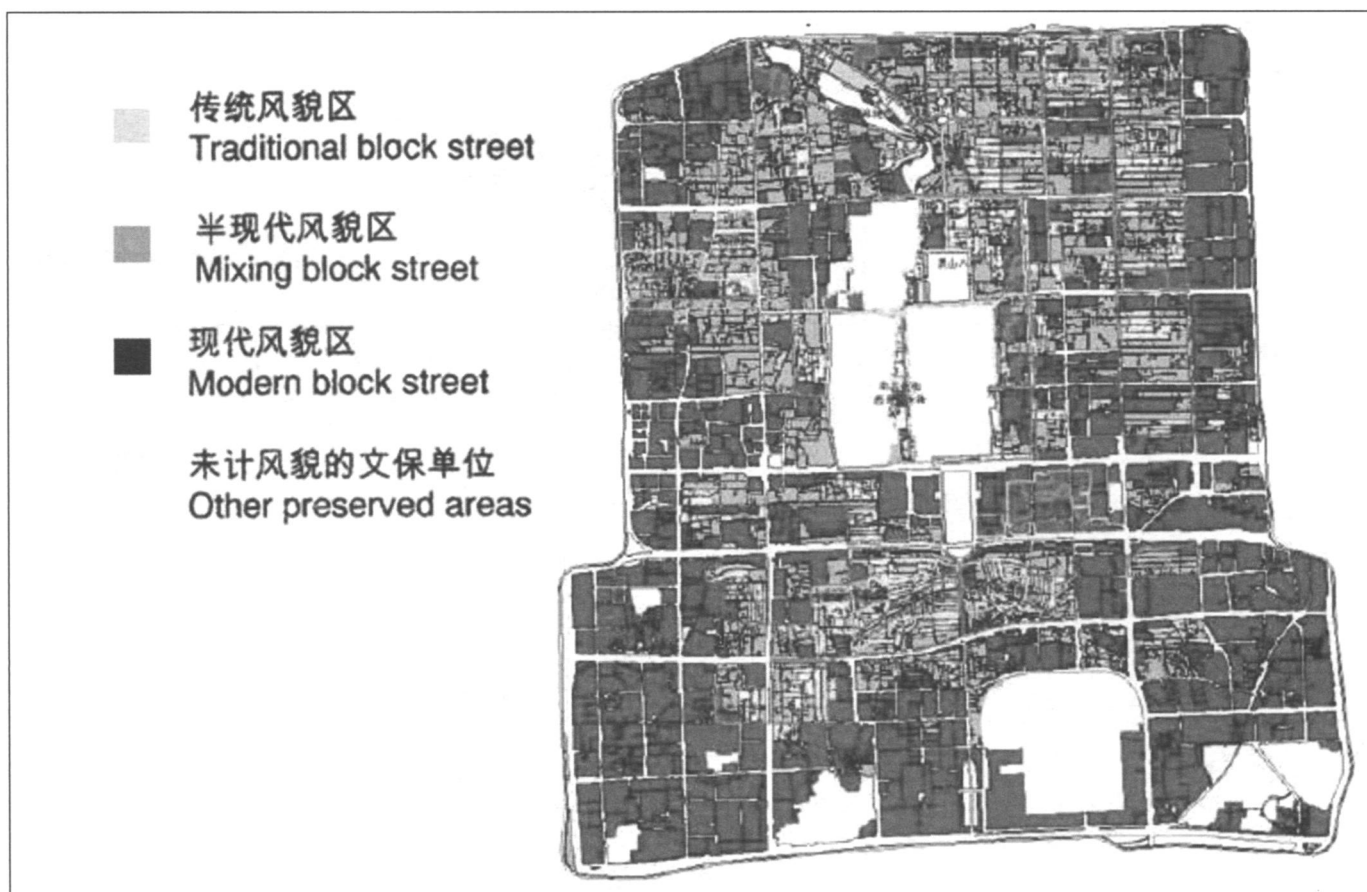 传统风貌区
Traditional block street
半现代风貌区
Mixing block street
现代风貌区
Modern block street
未计风貌的文保单位
Other preserved areas